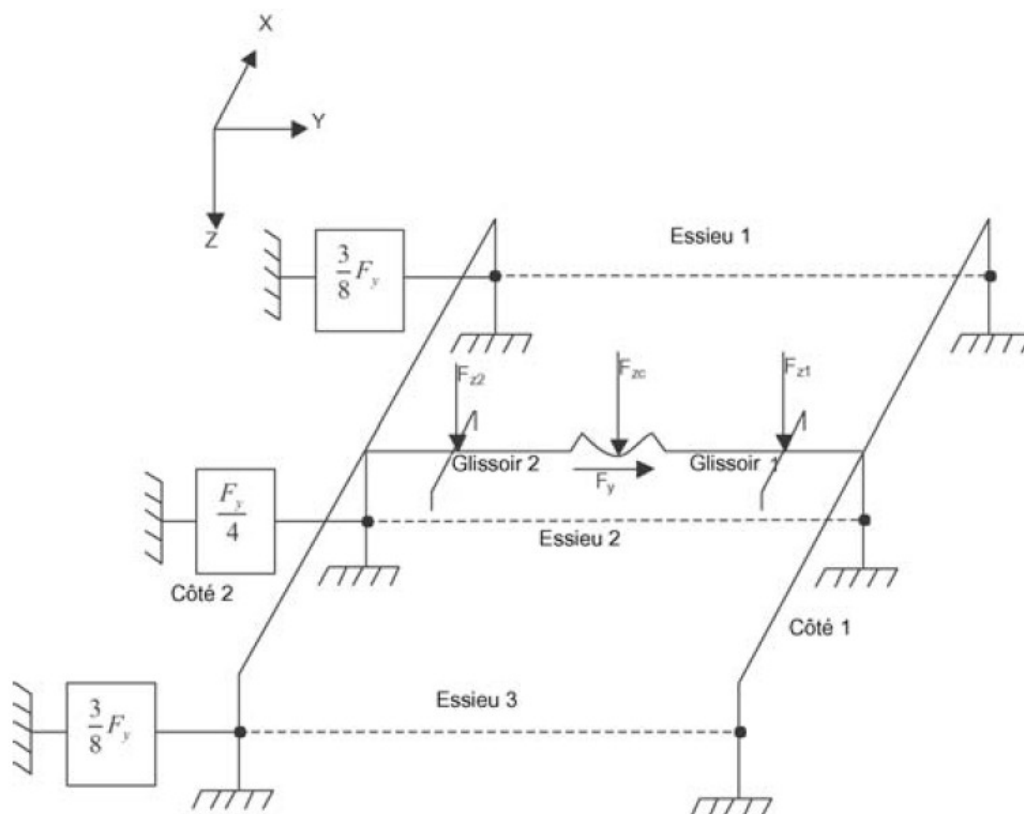 X
Y
Z
3/8 F_y
Essieu 1
F_z2
F_zc
F_z1
Glissoir 2
Glissoir 1
F_y
F_y/4
Essieu 2
Côté 2
Côté 1
Essieu 3
3/8 F_y